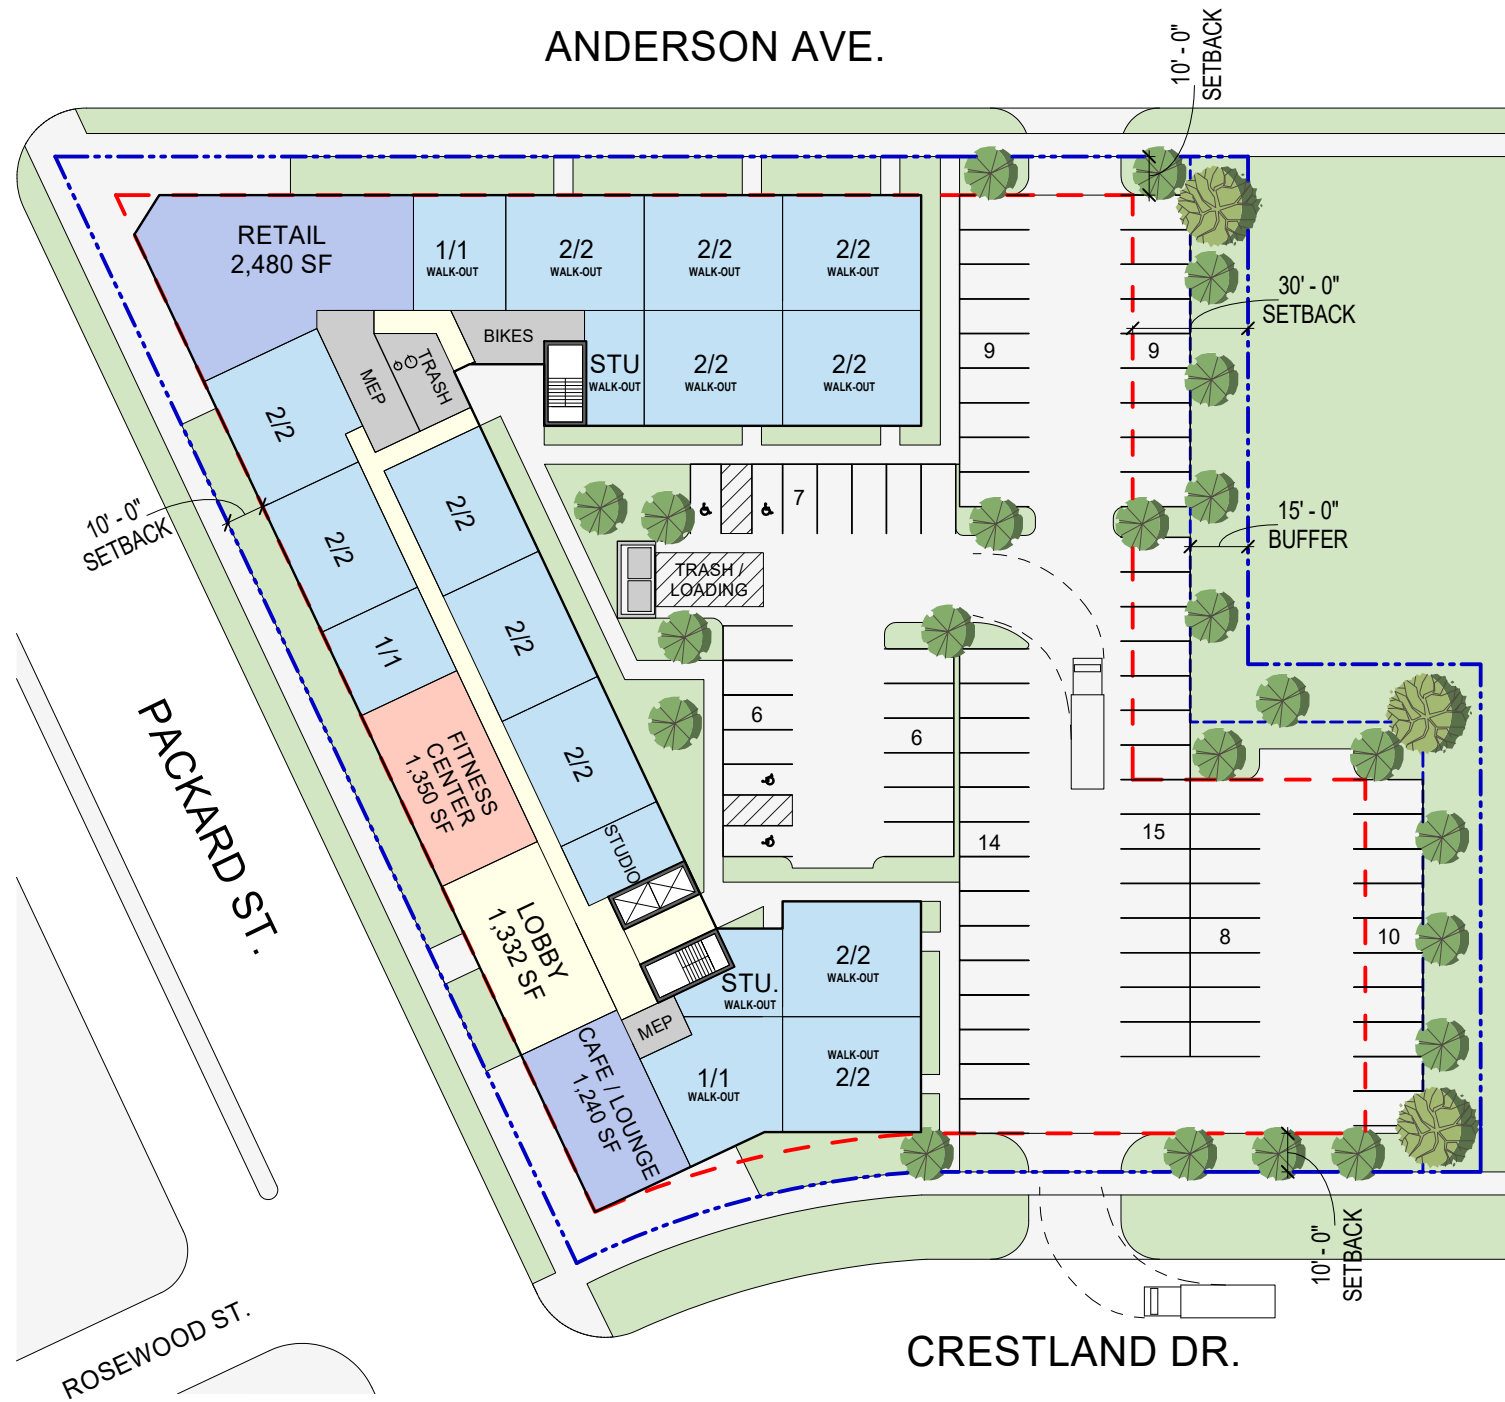 ANDERSON AVE.
10' - 0"
SETBACK
RETAIL
2,480 SF
1/1
WALK-OUT
2/2
WALK-OUT
2/2
WALK-OUT
2/2
WALK-OUT
30' - 0"
SETBACK
BIKES
STU
WALK-OUT
2/2
WALK-OUT
2/2
WALK-OUT
9
9
MEP
TRASH
2/2
10' - 0"
SETBACK
2/2
2/2
7
15' - 0"
BUFFER
TRASH /
LOADING
1/1
2/2
PACKARD ST.
FITNESS
CENTER
1,350 SF
2/2
6
6
STUDIO
14
15
LOBBY
1,332 SF
8
10
2/2
WALK-OUT
STU.
WALK-OUT
MEP
CAFE / LOUNGE
1,240 SF
1/1
WALK-OUT
WALK-OUT
2/2
10' - 0"
SETBACK
ROSEWOOD ST.
CRESTLAND DR.